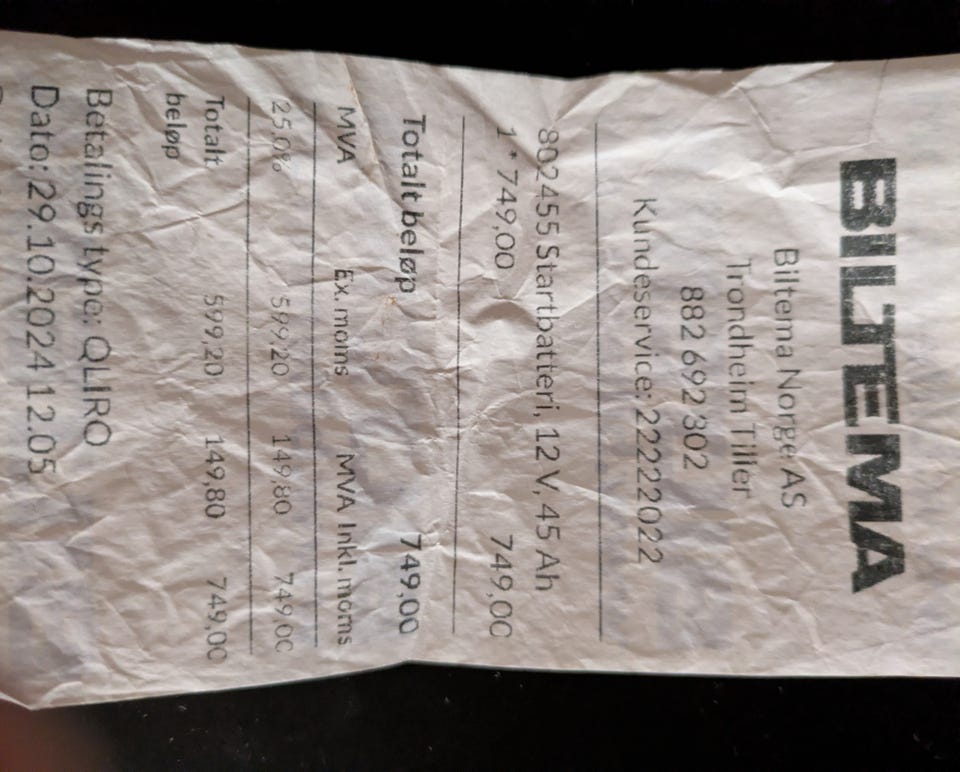 BILTEMA
Biltema Norge AS
Trondheim Tiller
882 692 302
Kundeservice: 22222022
802455 Startbatteri, 12 V, 45 Ah
1 * 749,00 749,00
Totalt beløp 749,00
MVA Ex. moms MVA Inkl. moms
25.0% 599,20 149,80 749,00
Totalt beløp 599,20 149,80 749,00
Betalings type: QLIRO
Dato: 29.10.2024 12.05